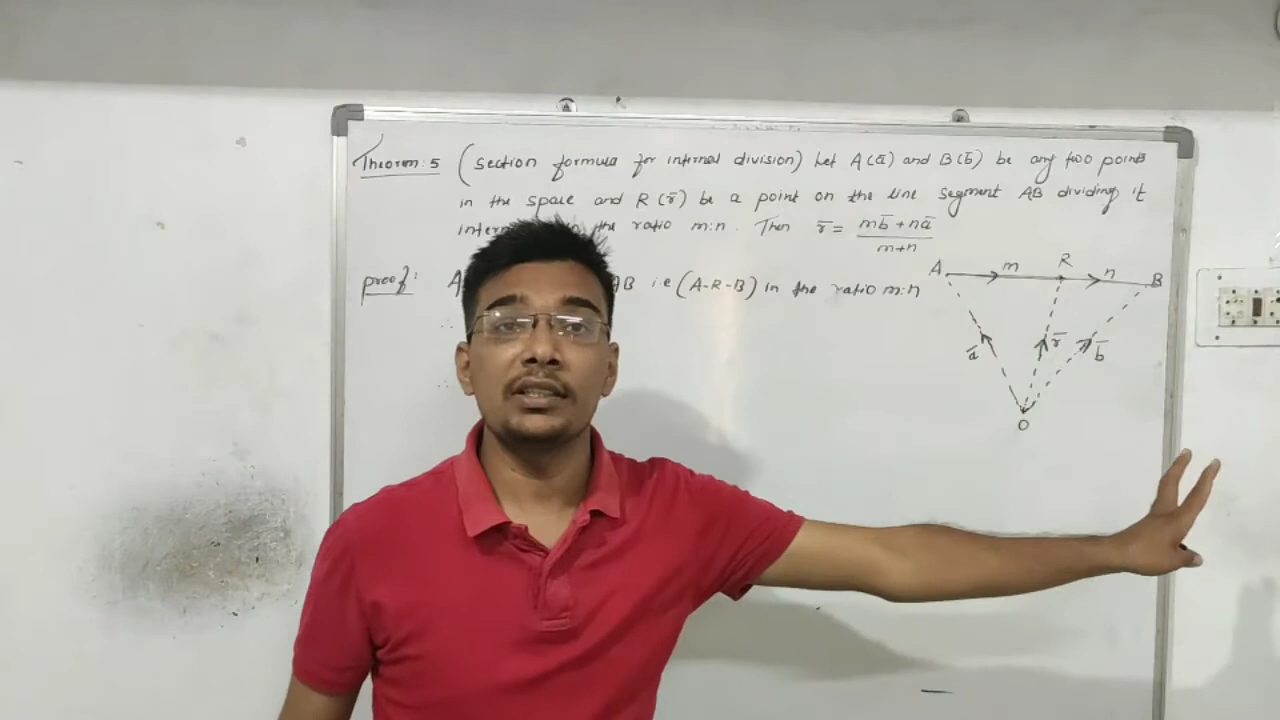 Theorem: 5 (section formula for internal division) Let A(a̅) and B(b̅) be any two points
in the space and R(r̅) be a point on the line segment AB dividing it
the ratio m:n. Then r̅ = mb̅ + na̅ / m+n
proof: A AB i.e (A-R-B) in the ratio m:n
A m R n B
a̅ r̅ b̅
O